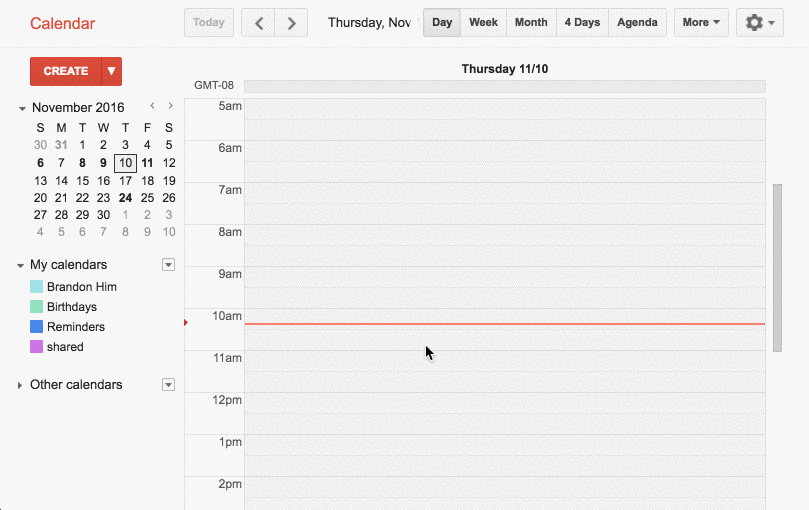 Calendar
Today
Thursday, Nov
Day
Week
Month
4 Days
Agenda
More
CREATE
Thursday 11/10
GMT-08
November 2016
S M T W T F S
30 31 1 2 3 4 5
6 7 8 9 10 11 12
13 14 15 16 17 18 19
20 21 22 23 24 25 26
27 28 29 30 1 2 3
4 5 6 7 8 9 10
My calendars
Brandon Him
Birthdays
Reminders
shared
Other calendars
5am
6am
7am
8am
9am
10am
11am
12pm
1pm
2pm